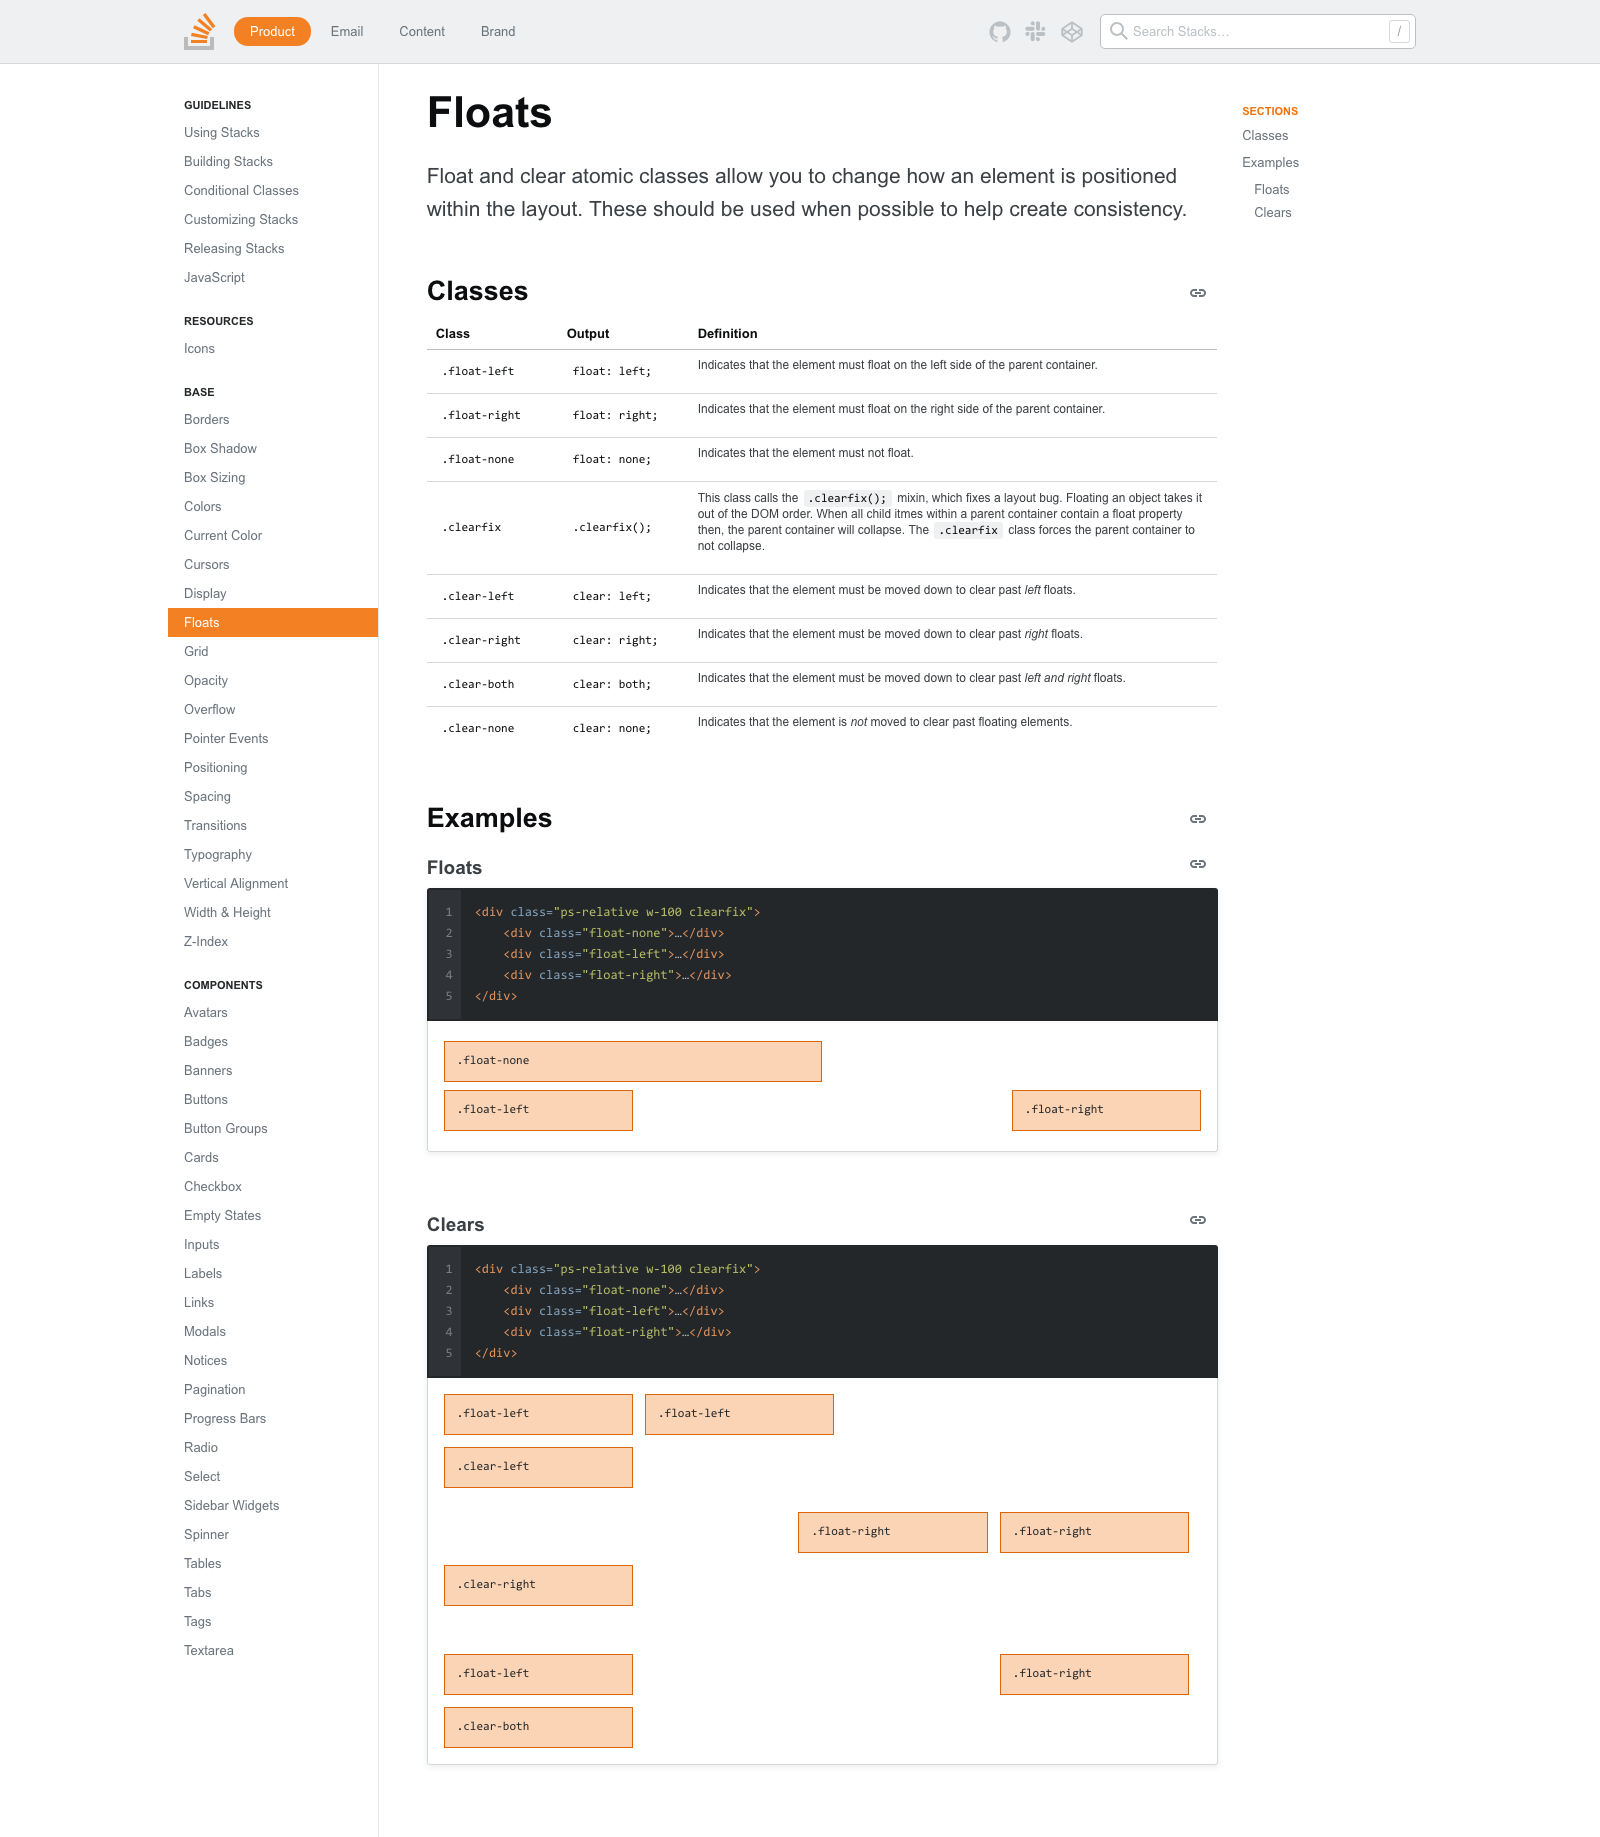 Product
Email
Content
Brand
Search Stacks…
/
GUIDELINES
Using Stacks
Building Stacks
Conditional Classes
Customizing Stacks
Releasing Stacks
JavaScript
RESOURCES
Icons
BASE
Borders
Box Shadow
Box Sizing
Colors
Current Color
Cursors
Display
Floats
Grid
Opacity
Overflow
Pointer Events
Positioning
Spacing
Transitions
Typography
Vertical Alignment
Width & Height
Z-Index
COMPONENTS
Avatars
Badges
Banners
Buttons
Button Groups
Cards
Checkbox
Empty States
Inputs
Labels
Links
Modals
Notices
Pagination
Progress Bars
Radio
Select
Sidebar Widgets
Spinner
Tables
Tabs
Tags
Textarea
Floats
Float and clear atomic classes allow you to change how an element is positioned
within the layout. These should be used when possible to help create consistency.
Classes
Class Output Definition
.float-left float: left; Indicates that the element must float on the left side of the parent container.
.float-right float: right; Indicates that the element must float on the right side of the parent container.
.float-none float: none; Indicates that the element must not float.
.clearfix .clearfix(); This class calls the .clearfix(); mixin, which fixes a layout bug. Floating an object takes it
out of the DOM order. When all child itmes within a parent container contain a float property
then, the parent container will collapse. The .clearfix class forces the parent container to
not collapse.
.clear-left clear: left; Indicates that the element must be moved down to clear past left floats.
.clear-right clear: right; Indicates that the element must be moved down to clear past right floats.
.clear-both clear: both; Indicates that the element must be moved down to clear past left and right floats.
.clear-none clear: none; Indicates that the element is not moved to clear past floating elements.
Examples
Floats
1 <div class="ps-relative w-100 clearfix">
2 <div class="float-none">…</div>
3 <div class="float-left">…</div>
4 <div class="float-right">…</div>
5 </div>
.float-none
.float-left .float-right
Clears
1 <div class="ps-relative w-100 clearfix">
2 <div class="float-none">…</div>
3 <div class="float-left">…</div>
4 <div class="float-right">…</div>
5 </div>
.float-left .float-left
.clear-left
.float-right .float-right
.clear-right
.float-left .float-right
.clear-both
SECTIONS
Classes
Examples
Floats
Clears